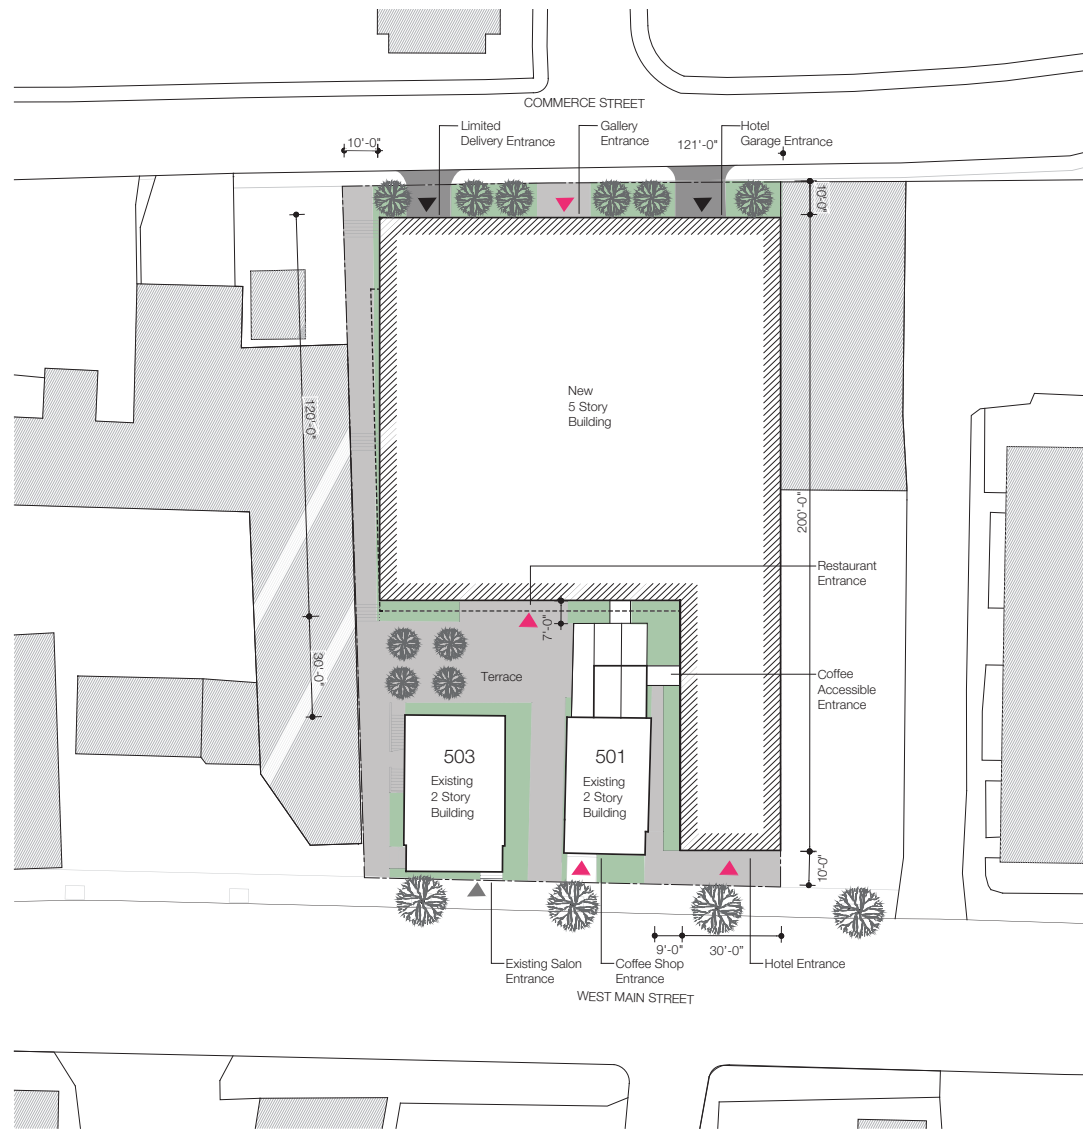 COMMERCE STREET
Limited
Delivery Entrance
Gallery
Entrance
Hotel
Garage Entrance
10'-0"
121'-0"
10'-0"
120'-0"
New
5 Story
Building
200'-0"
Restaurant
Entrance
7'-0"
30'-0"
Terrace
Coffee
Accessible
Entrance
503
Existing
2 Story
Building
501
Existing
2 Story
Building
10'-0"
9'-0"
30'-0"
Existing Salon
Entrance
Coffee Shop
Entrance
Hotel Entrance
WEST MAIN STREET